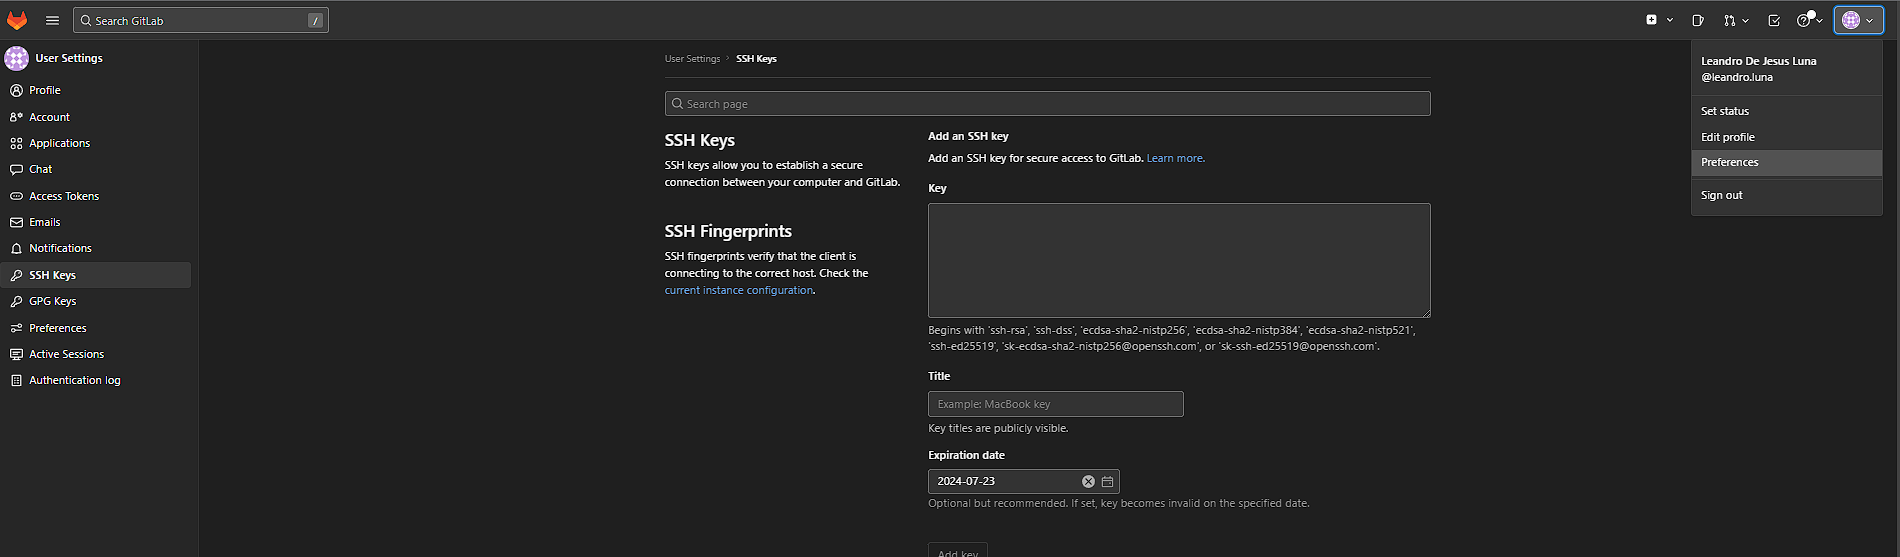 Search GitLab
/
User Settings
Profile
Account
Applications
Chat
Access Tokens
Emails
Notifications
SSH Keys
GPG Keys
Preferences
Active Sessions
Authentication log
User Settings › SSH Keys
Search page
SSH Keys
SSH keys allow you to establish a secure
connection between your computer and GitLab.
SSH Fingerprints
SSH fingerprints verify that the client is
connecting to the correct host. Check the
current instance configuration.
Add an SSH key
Add an SSH key for secure access to GitLab. Learn more.
Key
Begins with 'ssh-rsa', 'ssh-dss', 'ecdsa-sha2-nistp256', 'ecdsa-sha2-nistp384', 'ecdsa-sha2-nistp521',
'ssh-ed25519', 'sk-ecdsa-sha2-nistp256@openssh.com', or 'sk-ssh-ed25519@openssh.com'.
Title
Example: MacBook key
Key titles are publicly visible.
Expiration date
2024-07-23
Optional but recommended. If set, key becomes invalid on the specified date.
Add key
Leandro De Jesus Luna
@leandro.luna
Set status
Edit profile
Preferences
Sign out